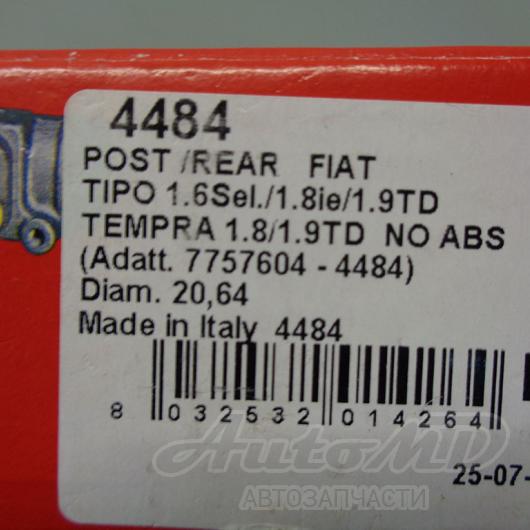 4484
POST /REAR FIAT
TIPO 1.6Sel./1.8ie/1.9TD
TEMPRA 1.8/1.9TD NO ABS
(Adatt. 7757604 - 4484)
Diam. 20,64
Made in Italy 4484
8 032532 014264
AutoMD
АВТОЗАПЧАСТИ
25-07-